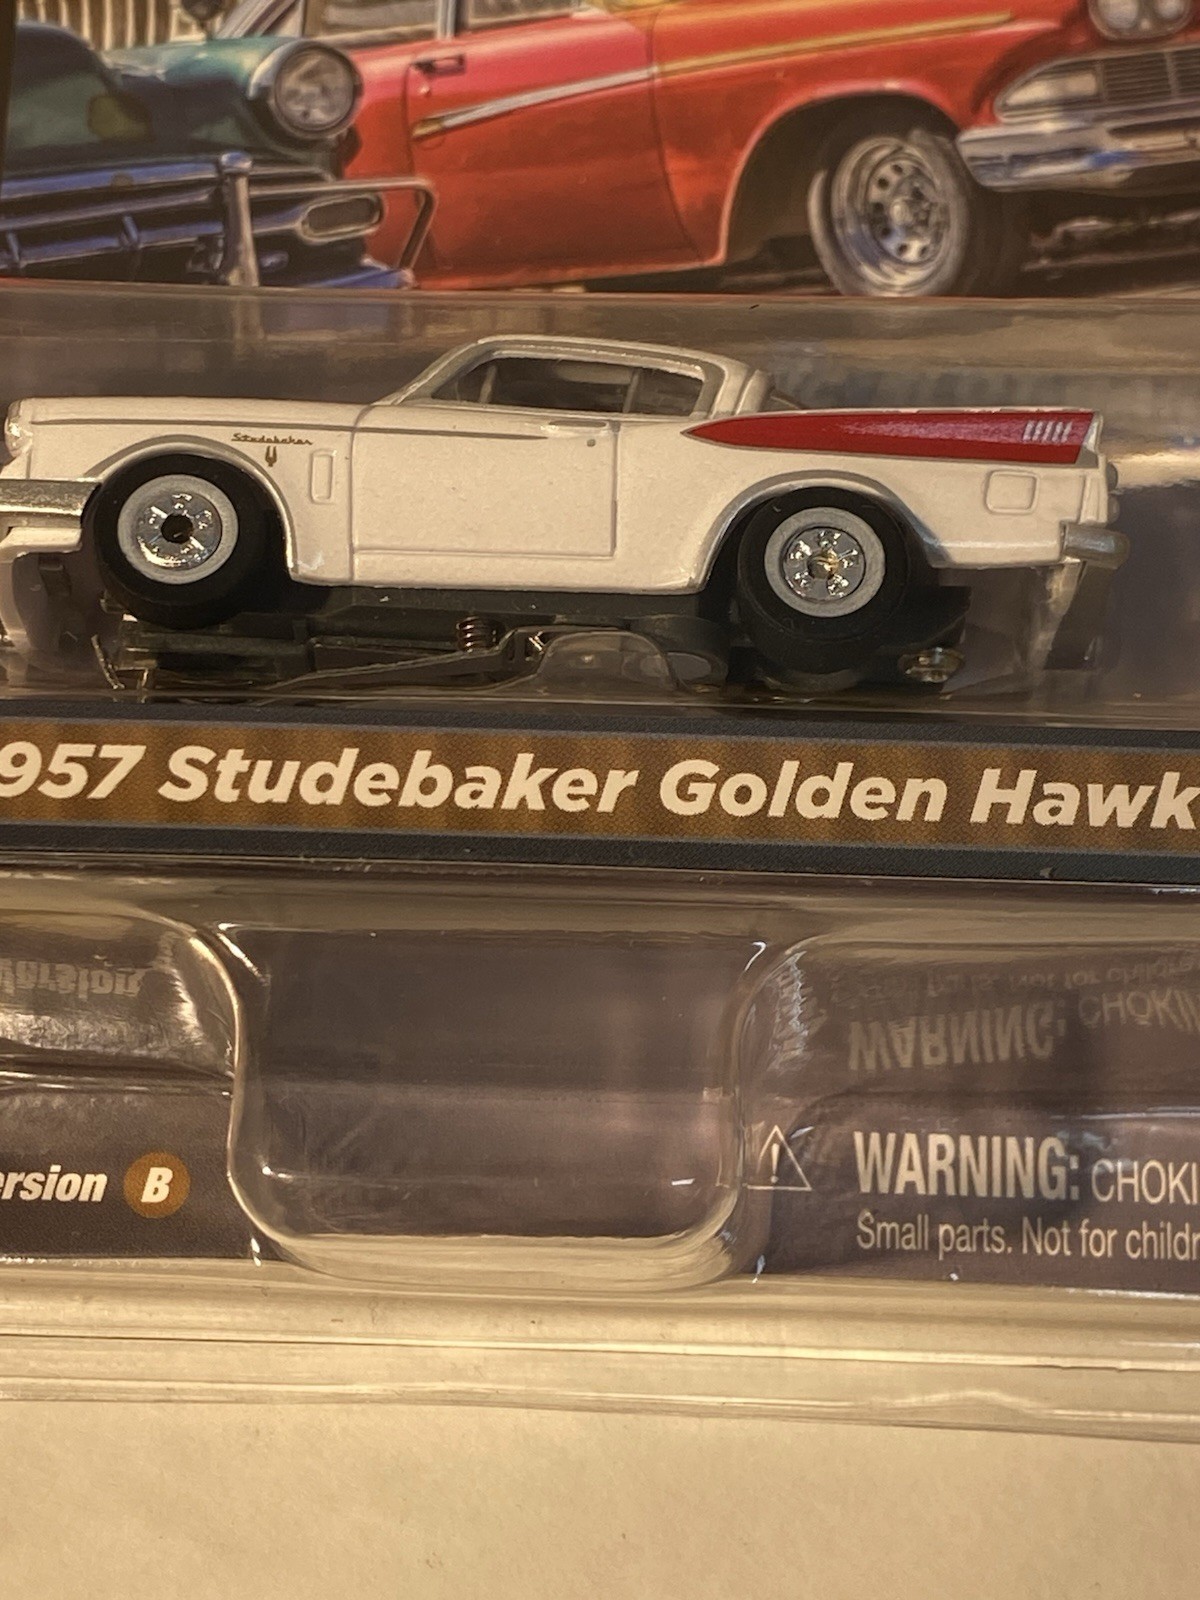 Studebaker
957 Studebaker Golden Hawk
ersion B
WARNING: CHOKI
Small parts. Not for childr